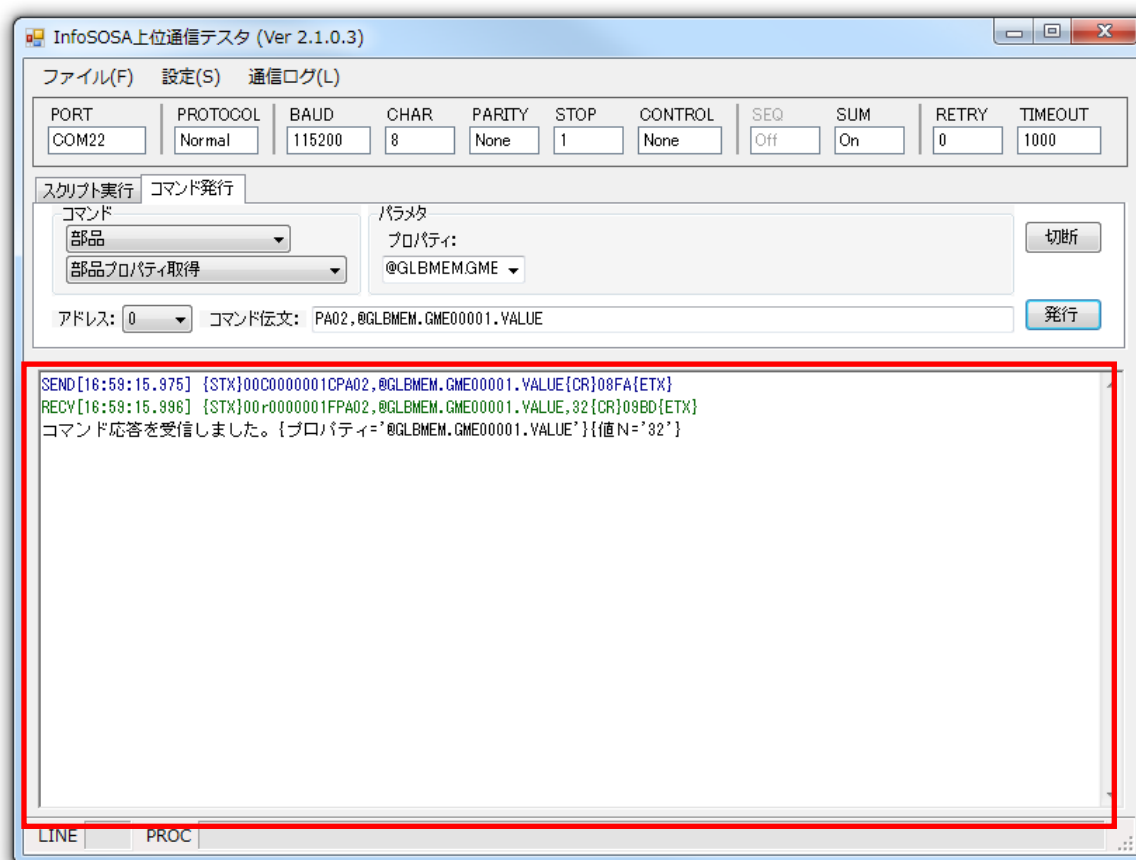 InfoSOSA上位通信テスタ (Ver 2.1.0.3)
ファイル(F) 設定(S) 通信ログ(L)
PORT PROTOCOL BAUD CHAR PARITY STOP CONTROL SEQ SUM RETRY TIMEOUT
COM22 Normal 115200 8 None 1 None Off On 0 1000
スクリプト実行 コマンド発行
コマンド パラメタ
部品 プロパティ: 切断
部品プロパティ取得 @GLBMEM.GME
アドレス: 0 コマンド伝文: PA02,@GLBMEM.GME00001.VALUE 発行
SEND[16:59:15.975] {STX}00C0000001CPA02,@GLBMEM.GME00001.VALUE{CR}08FA{ETX}
RECV[16:59:15.996] {STX}00r0000001FPA02,@GLBMEM.GME00001.VALUE,32{CR}09BD{ETX}
コマンド応答を受信しました。{プロパティ='@GLBMEM.GME00001.VALUE'}{値N='32'}
LINE PROC